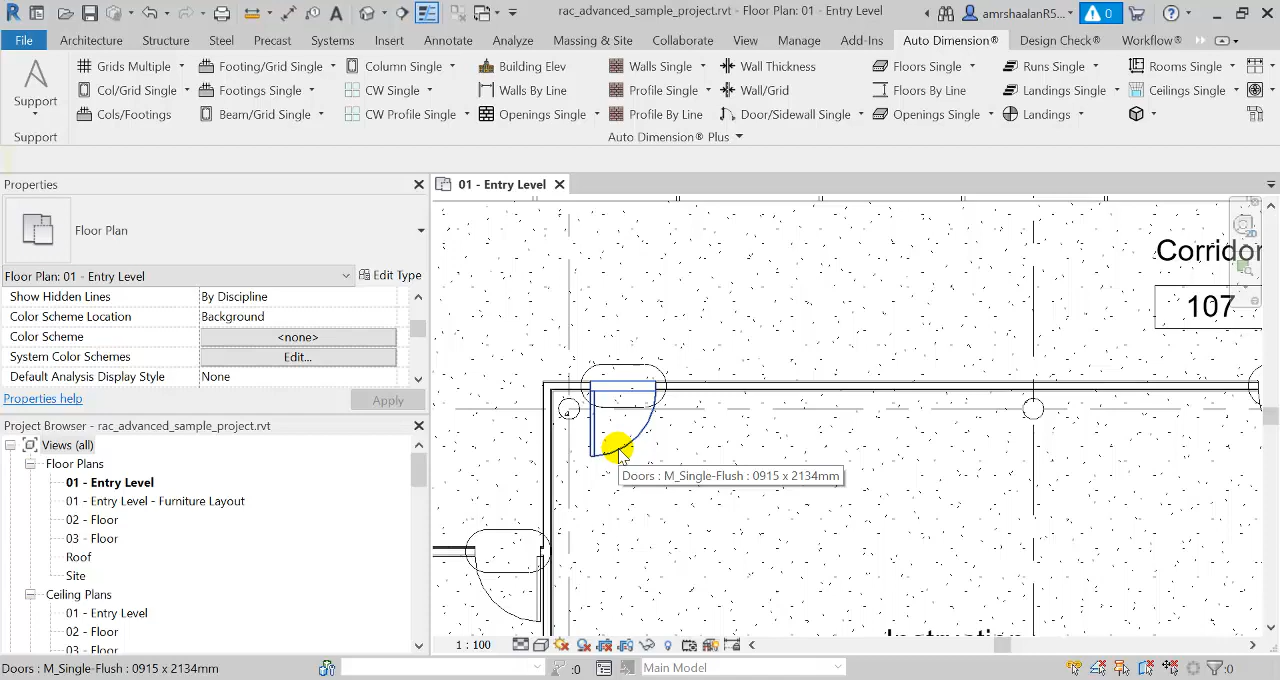 rac_advanced_sample_project.rvt - Floor Plan: 01 - Entry Level
amrshaalanR5...
0
File
Architecture
Structure
Steel
Precast
Systems
Insert
Annotate
Analyze
Massing & Site
Collaborate
View
Manage
Add-Ins
Auto Dimension®
Design Check®
Workflow®
Grids Multiple
Footing/Grid Single
Column Single
Building Elev
Walls Single
Wall Thickness
Floors Single
Runs Single
Rooms Single
Support
Col/Grid Single
Footings Single
CW Single
Walls By Line
Profile Single
Wall/Grid
Floors By Line
Landings Single
Ceilings Single
Cols/Footings
Beam/Grid Single
CW Profile Single
Openings Single
Profile By Line
Door/Sidewall Single
Openings Single
Landings
Support
Auto Dimension® Plus
Properties
01 - Entry Level
Floor Plan
Floor Plan: 01 - Entry Level
Edit Type
Show Hidden Lines
By Discipline
Color Scheme Location
Background
Color Scheme
<none>
System Color Schemes
Edit...
Default Analysis Display Style
None
Properties help
Apply
Project Browser - rac_advanced_sample_project.rvt
Views (all)
Floor Plans
01 - Entry Level
01 - Entry Level - Furniture Layout
02 - Floor
03 - Floor
Roof
Site
Ceiling Plans
01 - Entry Level
02 - Floor
03 - Floor
Corridor
107
2D
Doors : M_Single-Flush : 0915 x 2134mm
Instruction
1 : 100
Doors : M_Single-Flush : 0915 x 2134mm
:0
Main Model
:0